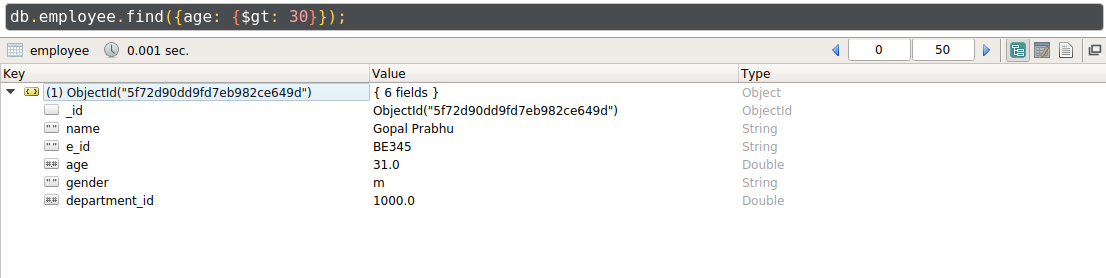 db.employee.find({age: {$gt: 30}});
employee 0.001 sec. 0 50
Key Value Type
(1) ObjectId("5f72d90dd9fd7eb982ce649d") { 6 fields } Object
_id ObjectId("5f72d90dd9fd7eb982ce649d") ObjectId
"" name Gopal Prabhu String
"" e_id BE345 String
#.# age 31.0 Double
"" gender m String
#.# department_id 1000.0 Double